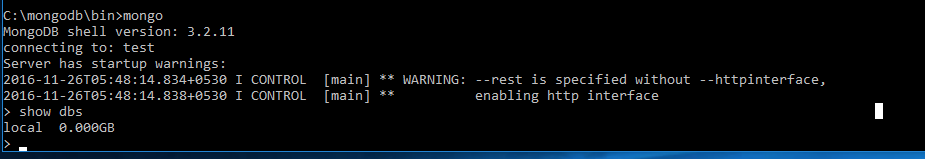 C:\mongodb\bin>mongo
MongoDB shell version: 3.2.11
connecting to: test
Server has startup warnings:
2016-11-26T05:48:14.834+0530 I CONTROL  [main] ** WARNING: --rest is specified without --httpinterface,
2016-11-26T05:48:14.838+0530 I CONTROL  [main] **          enabling http interface
> show dbs
local  0.000GB
> _